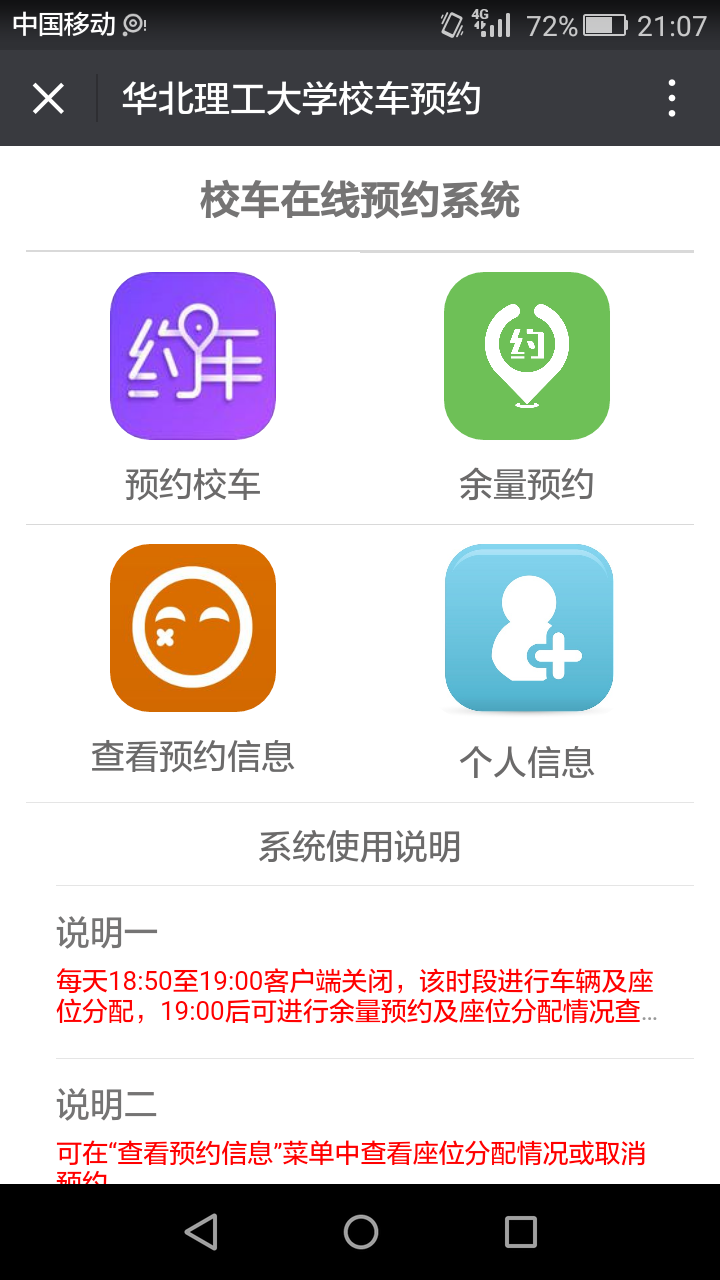 中国移动
4G
72%
21:07
华北理工大学校车预约
校车在线预约系统
约车
约
预约校车
余量预约
查看预约信息
个人信息
系统使用说明
说明一
每天18:50至19:00客户端关闭，该时段进行车辆及座
位分配，19:00后可进行余量预约及座位分配情况查...
说明二
可在“查看预约信息”菜单中查看座位分配情况或取消
预约